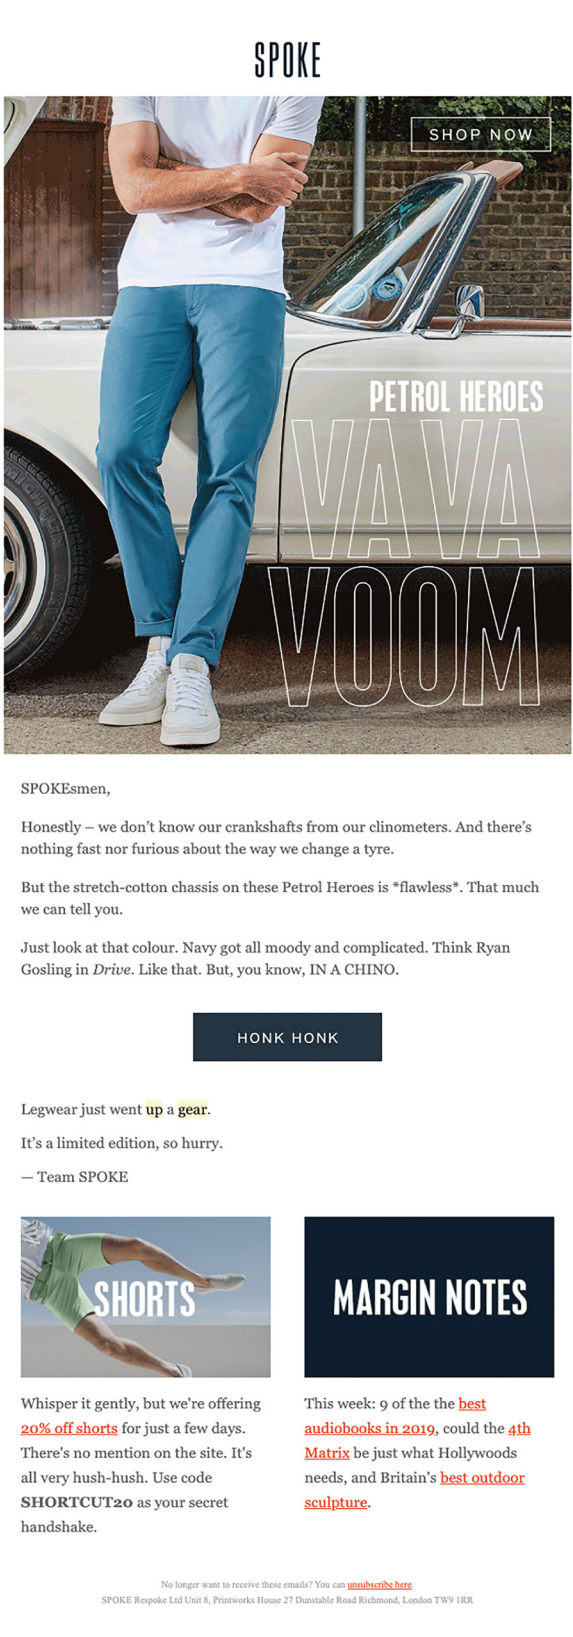 SPOKE
SHOP NOW
PETROL HEROES
VA VA
VOOM
SPOKEsmen,
Honestly – we don’t know our crankshafts from our clinometers. And there’s
nothing fast nor furious about the way we change a tyre.
But the stretch-cotton chassis on these Petrol Heroes is *flawless*. That much
we can tell you.
Just look at that colour. Navy got all moody and complicated. Think Ryan
Gosling in Drive. Like that. But, you know, IN A CHINO.
HONK HONK
Legwear just went up a gear.
It’s a limited edition, so hurry.
— Team SPOKE
SHORTS
Whisper it gently, but we're offering
20% off shorts for just a few days.
There's no mention on the site. It's
all very hush-hush. Use code
SHORTCUT20 as your secret
handshake.
MARGIN NOTES
This week: 9 of the the best
audiobooks in 2019, could the 4th
Matrix be just what Hollywoods
needs, and Britain's best outdoor
sculpture.
No longer want to receive these emails? You can unsubscribe here.
SPOKE Respoke Ltd Unit 8, Printworks House 27 Dunstable Road Richmond, London TW9 1RR